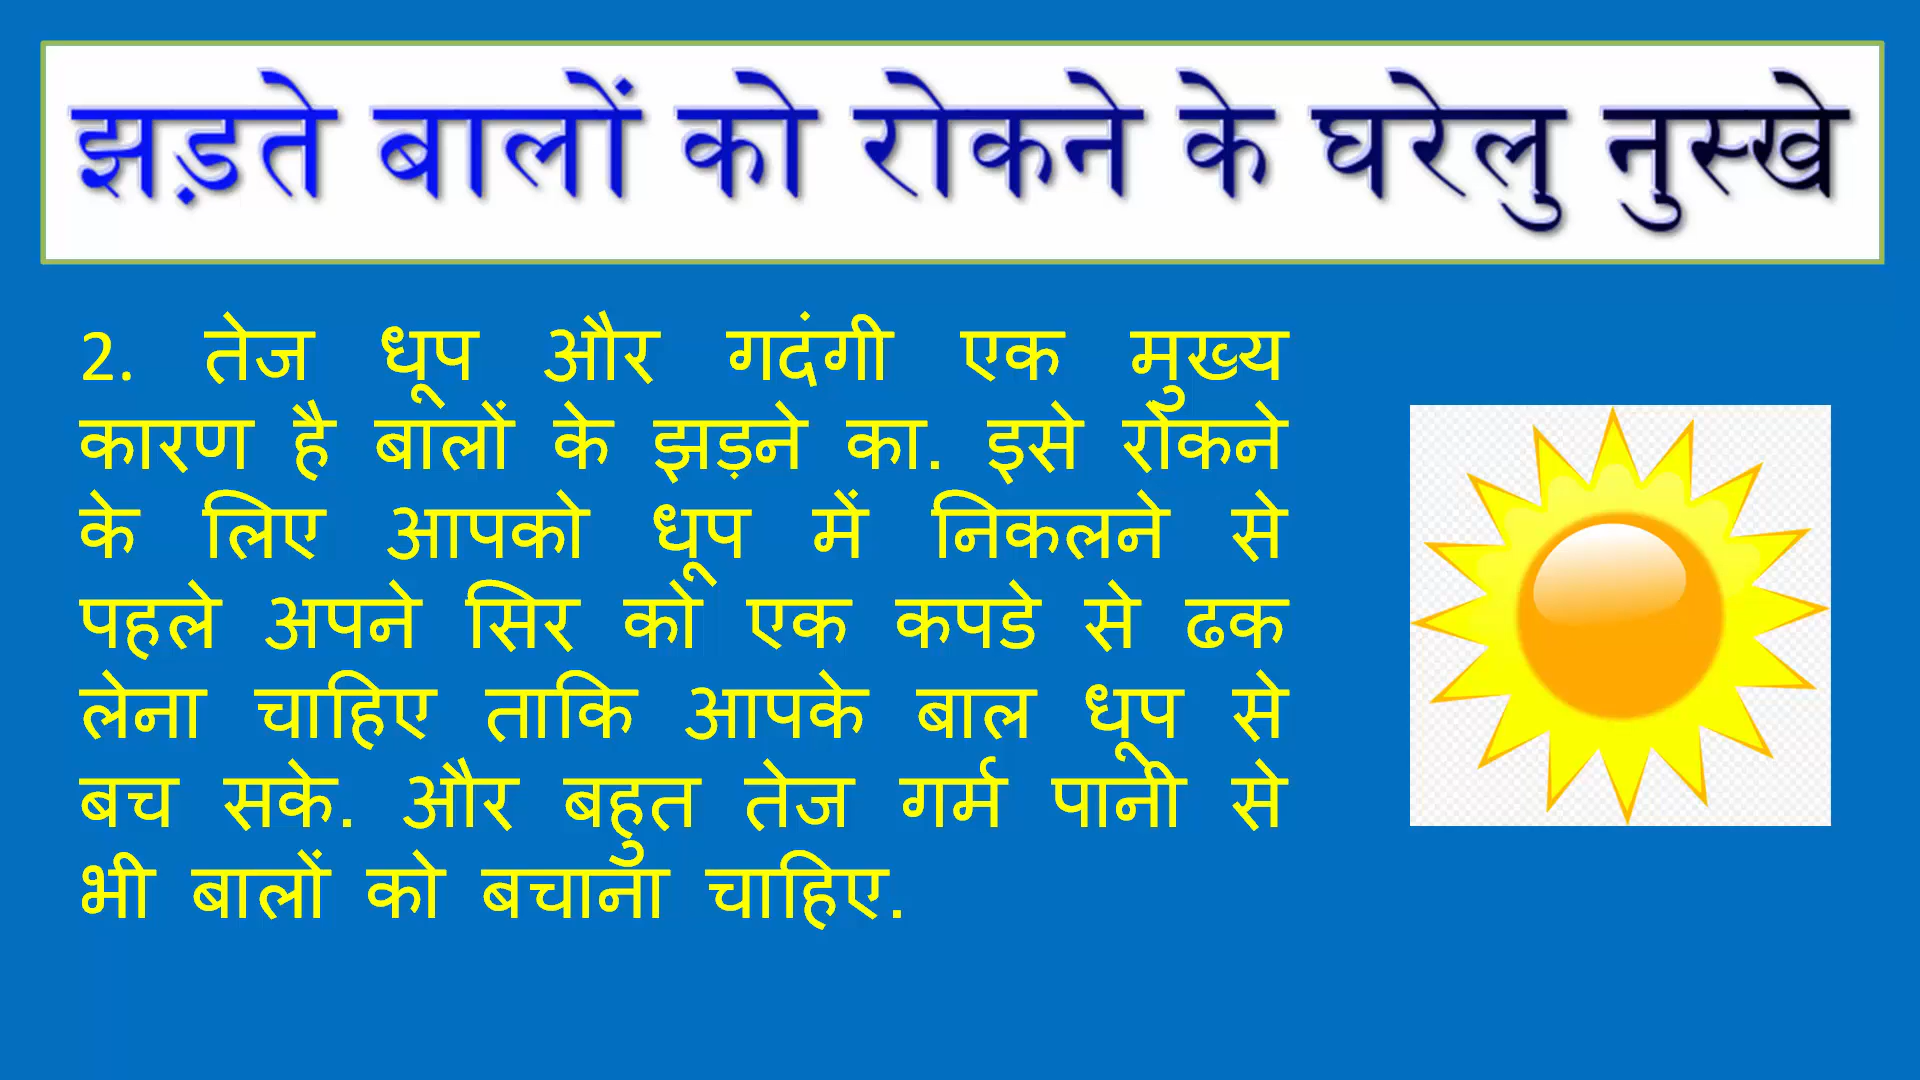 झड़ते बालों को रोकने के घरेलु नुस्खे
2. तेज धूप और गदंगी एक मुख्य
कारण है बालों के झड़ने का. इसे रोकने
के लिए आपको धूप में निकलने से
पहले अपने सिर को एक कपडे से ढक
लेना चाहिए ताकि आपके बाल धूप से
बच सके. और बहुत तेज गर्म पानी से
भी बालों को बचाना चाहिए.